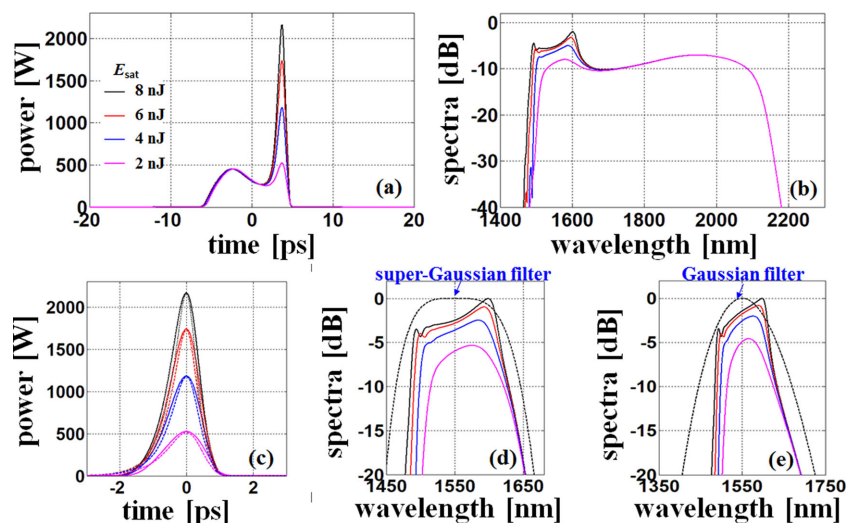 2000
1500
1000
500
0
power [W]
E_sat
8 nJ
6 nJ
4 nJ
2 nJ
(a)
-20 -10 0 10 20
time [ps]
0
-10
-20
-30
-40
spectra [dB]
(b)
1400 1600 1800 2000 2200
wavelength [nm]
2000
1500
1000
500
0
power [W]
(c)
-2 0 2
time [ps]
super-Gaussian filter
0
-5
-10
-15
-20
spectra [dB]
(d)
1450 1550 1650
wavelength [nm]
Gaussian filter
0
-5
-10
-15
-20
spectra [dB]
(e)
1350 1450 1550 1650 1750
wavelength [nm]